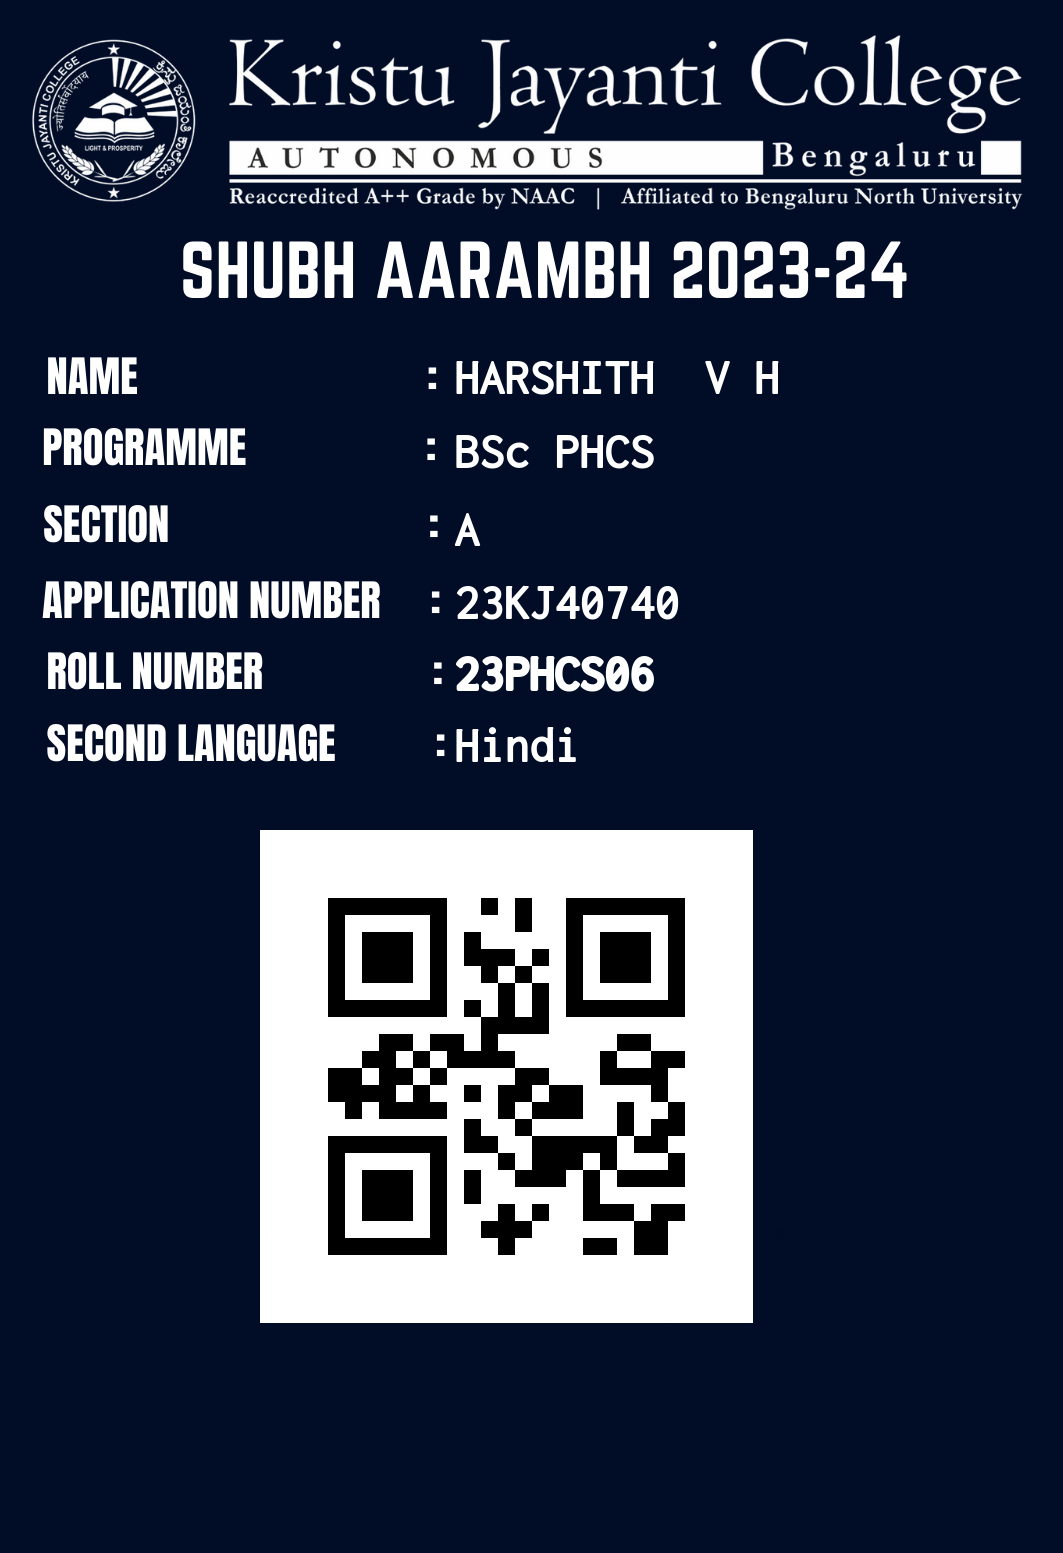 Kristu Jayanti College
AUTONOMOUS Bengaluru
Reaccredited A++ Grade by NAAC | Affiliated to Bengaluru North University
KRISTU JAYANTI COLLEGE
LIGHT & PROSPERITY
SHUBH AARAMBH 2023-24
NAME : HARSHITH V H
PROGRAMME : BSc PHCS
SECTION : A
APPLICATION NUMBER : 23KJ40740
ROLL NUMBER : 23PHCS06
SECOND LANGUAGE : Hindi